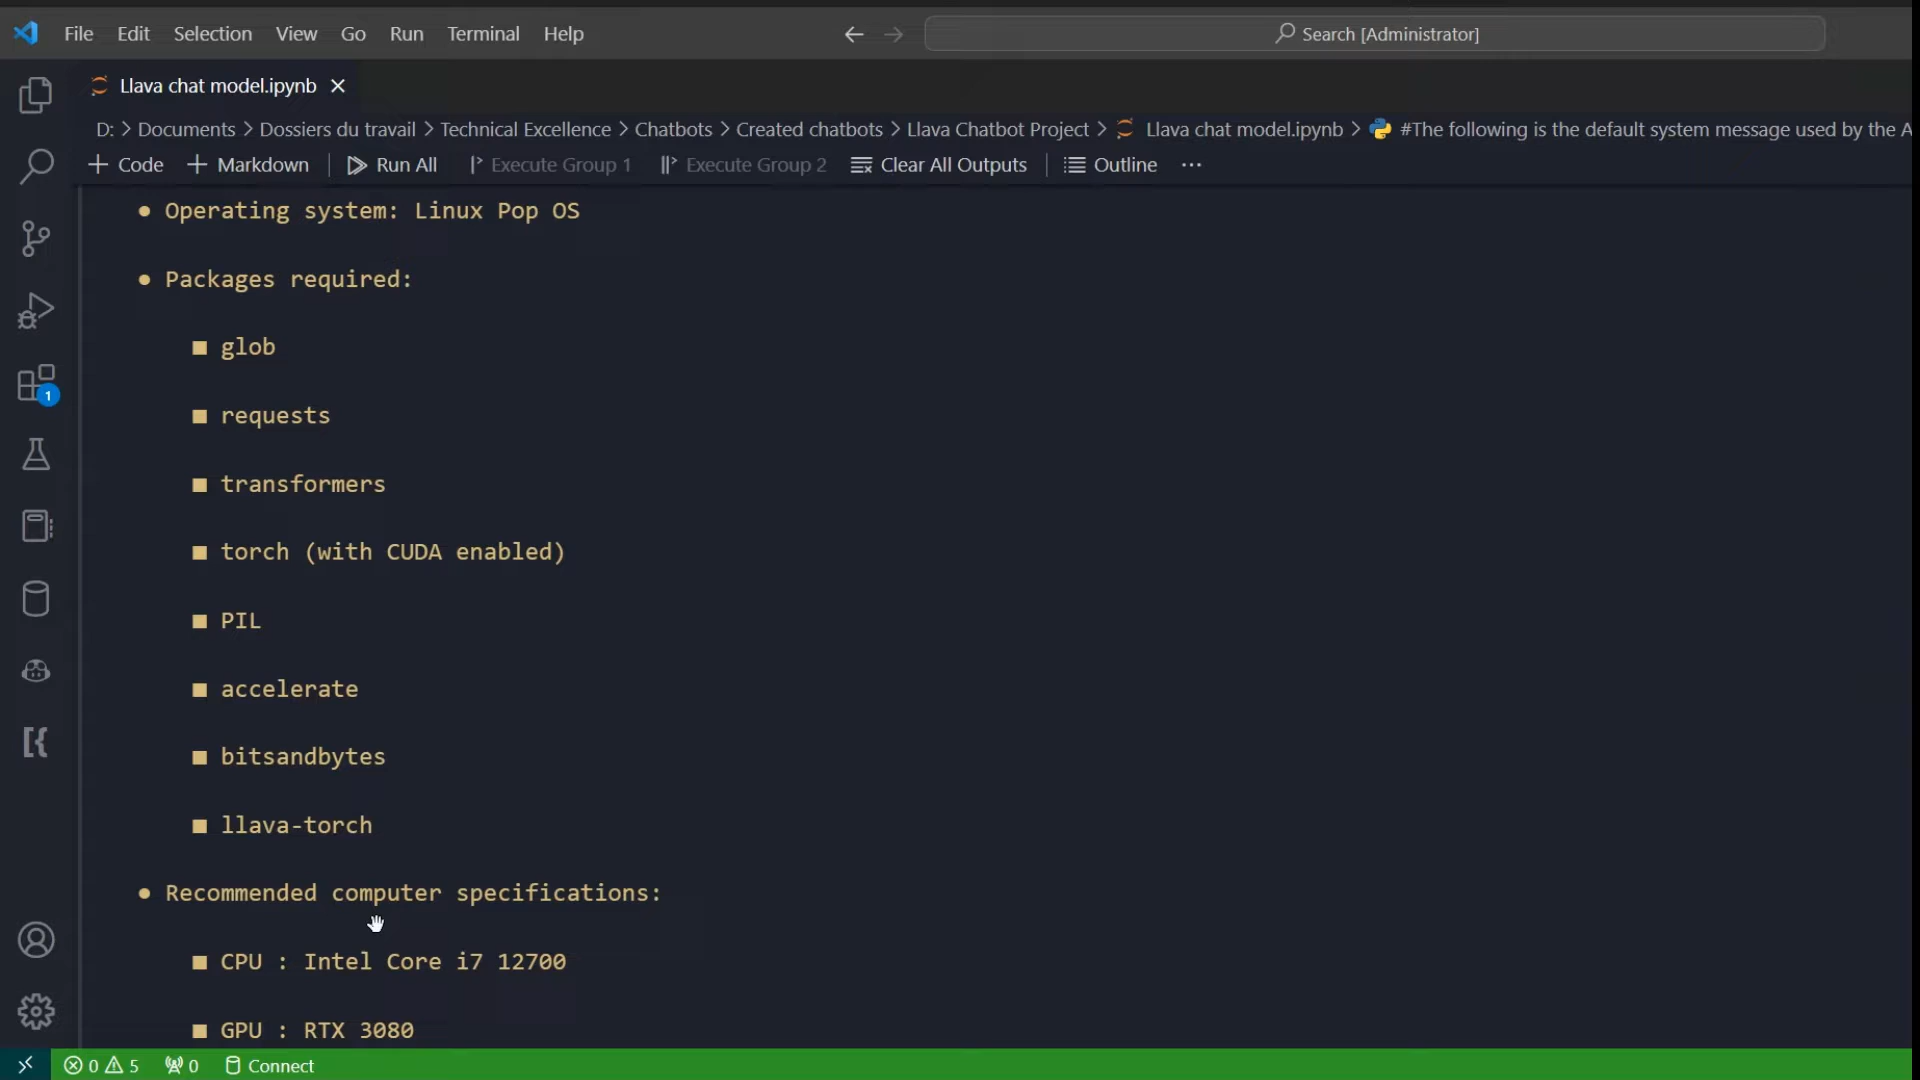 File Edit Selection View Go Run Terminal Help
Search [Administrator]
Llava chat model.ipynb
D: > Documents > Dossiers du travail > Technical Excellence > Chatbots > Created chatbots > Llava Chatbot Project > Llava chat model.ipynb > #The following is the default system message used by the A
+ Code + Markdown Run All Execute Group 1 Execute Group 2 Clear All Outputs Outline ...
• Operating system: Linux Pop OS
• Packages required:
■ glob
■ requests
■ transformers
■ torch (with CUDA enabled)
■ PIL
■ accelerate
■ bitsandbytes
■ llava-torch
• Recommended computer specifications:
■ CPU : Intel Core i7 12700
■ GPU : RTX 3080
1
0 5 0 Connect